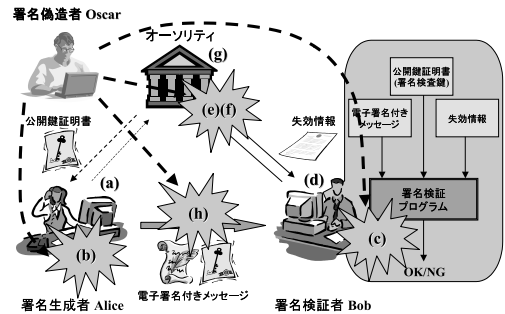 署名偽造者 Oscar
オーソリティ
(g)
(e)(f)
公開鍵証明書
失効情報
(a)
(d)
(h)
(b)
(c)
署名生成者 Alice
電子署名付きメッセージ
署名検証者 Bob
公開鍵証明書
(署名検査鍵)
電子署名付き
メッセージ
失効情報
署名検証
プログラム
OK/NG